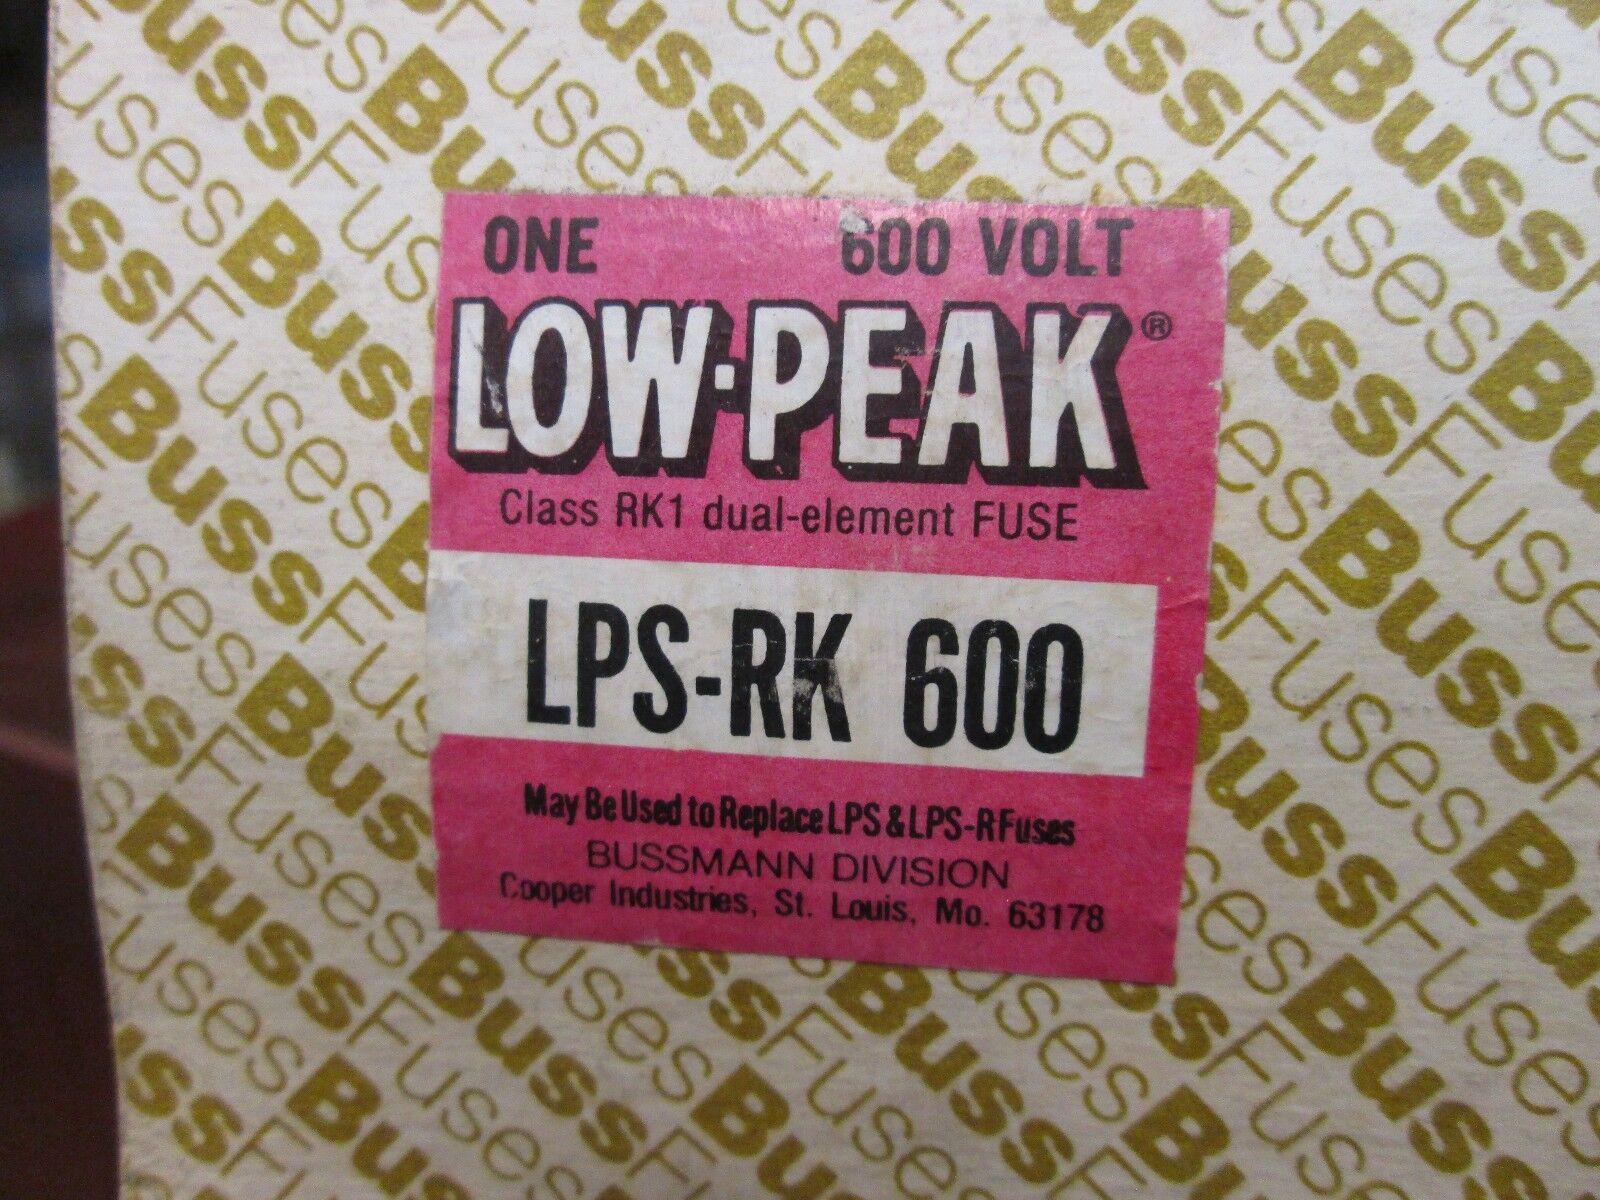 ONE 600 VOLT
LOW-PEAK®
Class RK1 dual-element FUSE
LPS-RK 600
May Be Used to Replace LPS & LPS-R Fuses
BUSSMANN DIVISION
Cooper Industries, St. Louis, Mo. 63178
BussFuses